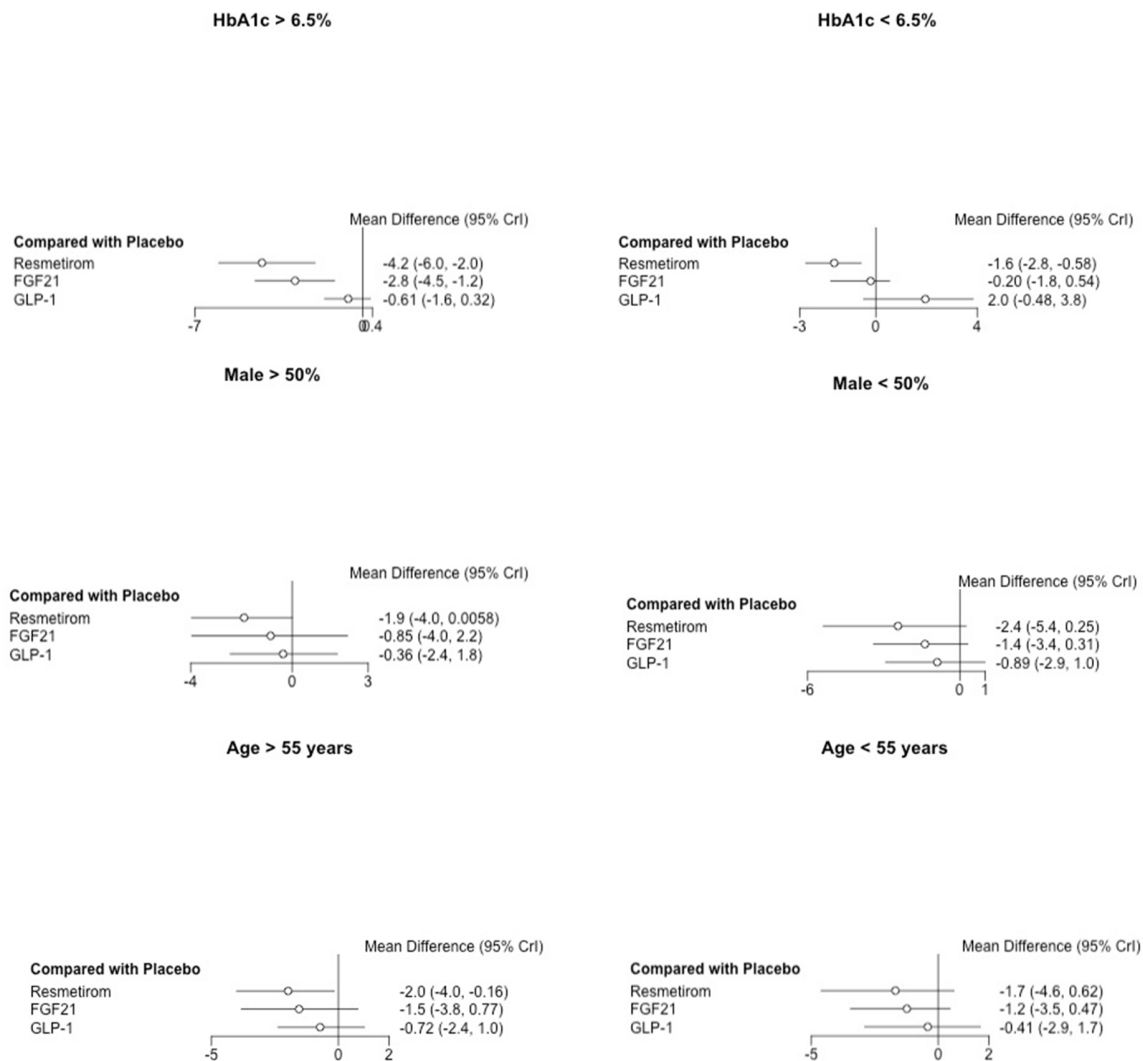 HbA1c > 6.5%
Mean Difference (95% CrI)
Compared with Placebo
Resmetirom -4.2 (-6.0, -2.0)
FGF21 -2.8 (-4.5, -1.2)
GLP-1 -0.61 (-1.6, 0.32)
-7 0 0.4
HbA1c < 6.5%
Mean Difference (95% CrI)
Compared with Placebo
Resmetirom -1.6 (-2.8, -0.58)
FGF21 -0.20 (-1.8, 0.54)
GLP-1 2.0 (-0.48, 3.8)
-3 0 4
Male > 50%
Mean Difference (95% CrI)
Compared with Placebo
Resmetirom -1.9 (-4.0, 0.0058)
FGF21 -0.85 (-4.0, 2.2)
GLP-1 -0.36 (-2.4, 1.8)
-4 0 3
Male < 50%
Mean Difference (95% CrI)
Compared with Placebo
Resmetirom -2.4 (-5.4, 0.25)
FGF21 -1.4 (-3.4, 0.31)
GLP-1 -0.89 (-2.9, 1.0)
-6 0 1
Age > 55 years
Mean Difference (95% CrI)
Compared with Placebo
Resmetirom -2.0 (-4.0, -0.16)
FGF21 -1.5 (-3.8, 0.77)
GLP-1 -0.72 (-2.4, 1.0)
-5 0 2
Age < 55 years
Mean Difference (95% CrI)
Compared with Placebo
Resmetirom -1.7 (-4.6, 0.62)
FGF21 -1.2 (-3.5, 0.47)
GLP-1 -0.41 (-2.9, 1.7)
-5 0 2